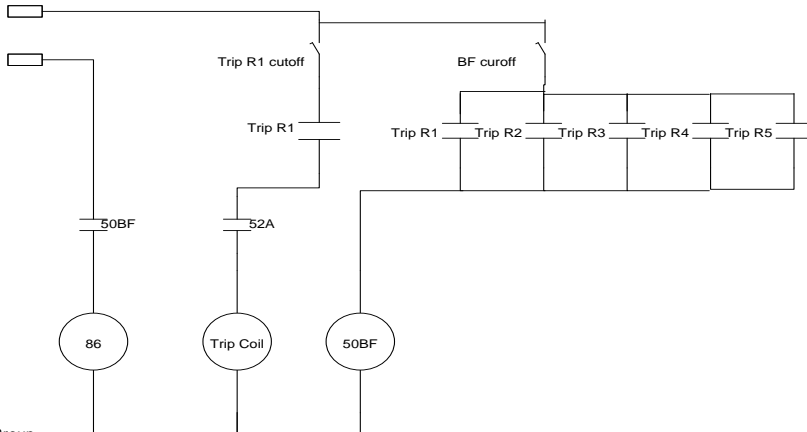 Trip R1 cutoff
BF curoff
Trip R1
Trip R1
Trip R2
Trip R3
Trip R4
Trip R5
50BF
52A
86
Trip Coil
50BF